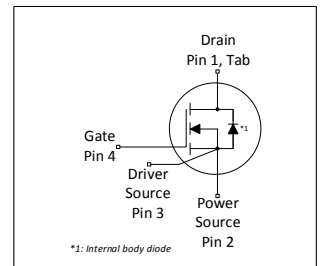 Drain
Pin 1, Tab
*1
Gate
Pin 4
Driver
Source
Pin 3
Power
Source
Pin 2
*1: Internal body diode